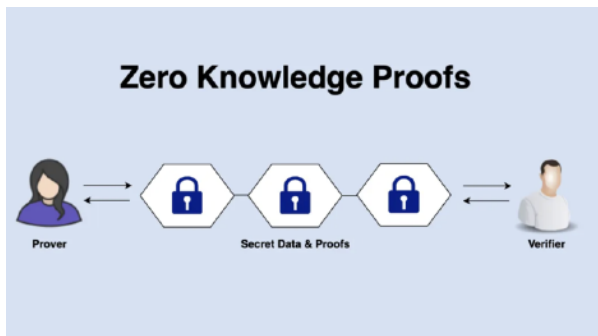 Zero Knowledge Proofs
Prover
Secret Data & Proofs
Verifier